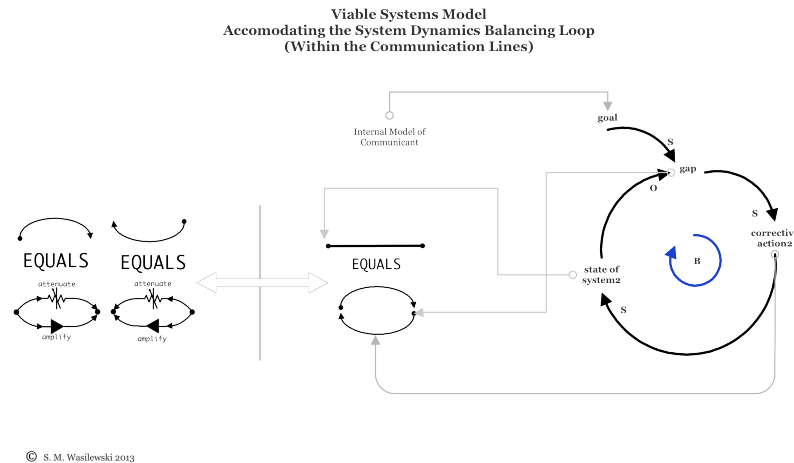 Viable Systems Model
Accomodating the System Dynamics Balancing Loop
(Within the Communication Lines)
goal
Internal Model of
Communicant
S
gap
O
S
correctiv
action2
EQUALS
EQUALS
EQUALS
B
state of
system2
attenuate
attenuate
S
amplify
amplify
© S. M. Wasilewski 2013